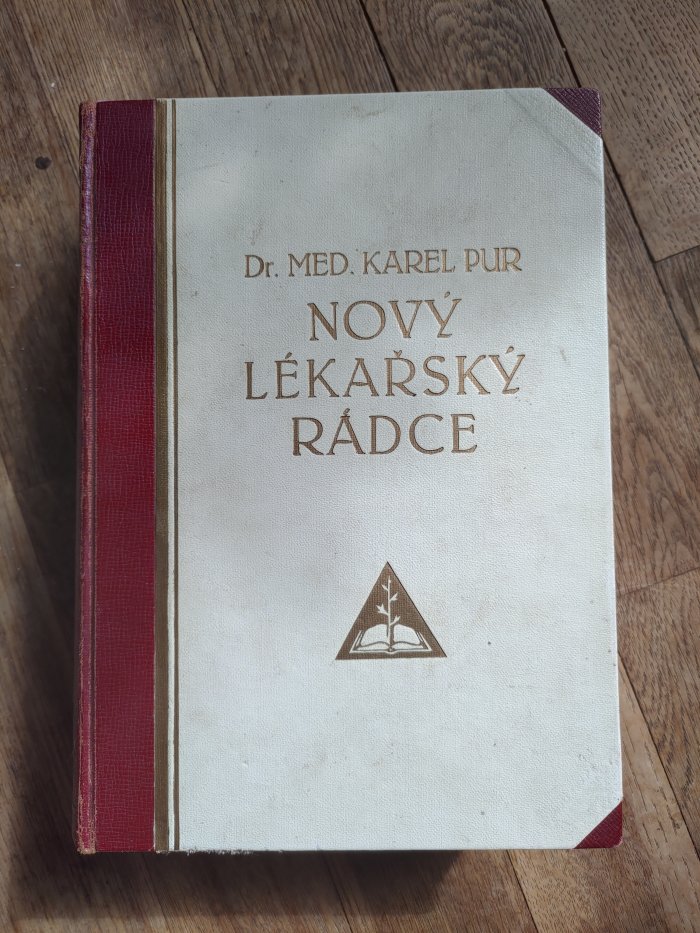 Dr. MED. KAREL PUR
NOVÝ
LÉKAŘSKÝ
RÁDCE